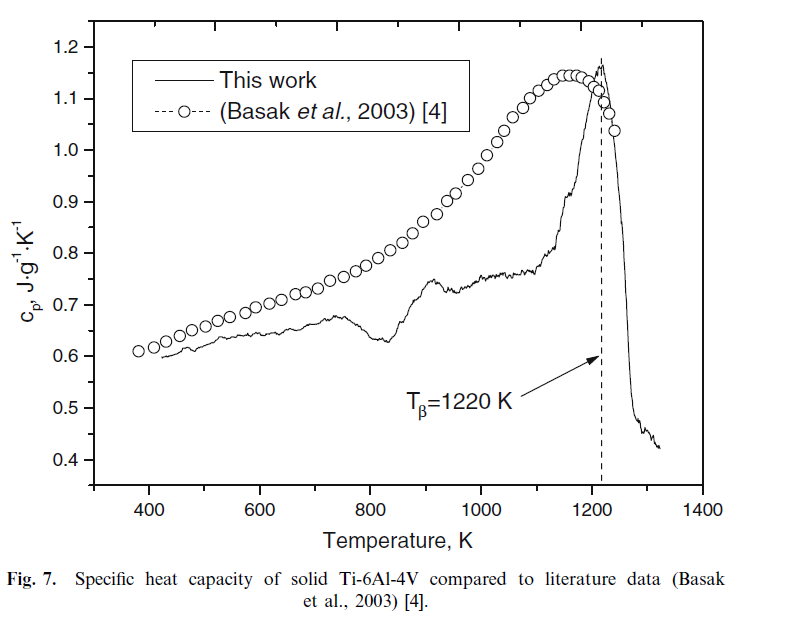 1.2
1.1
1.0
0.9
0.8
0.7
0.6
0.5
0.4
cp, J·g-1·K-1
This work
(Basak et al., 2003) [4]
Tβ=1220 K
400 600 800 1000 1200 1400
Temperature, K
Fig. 7. Specific heat capacity of solid Ti-6Al-4V compared to literature data (Basak
et al., 2003) [4].